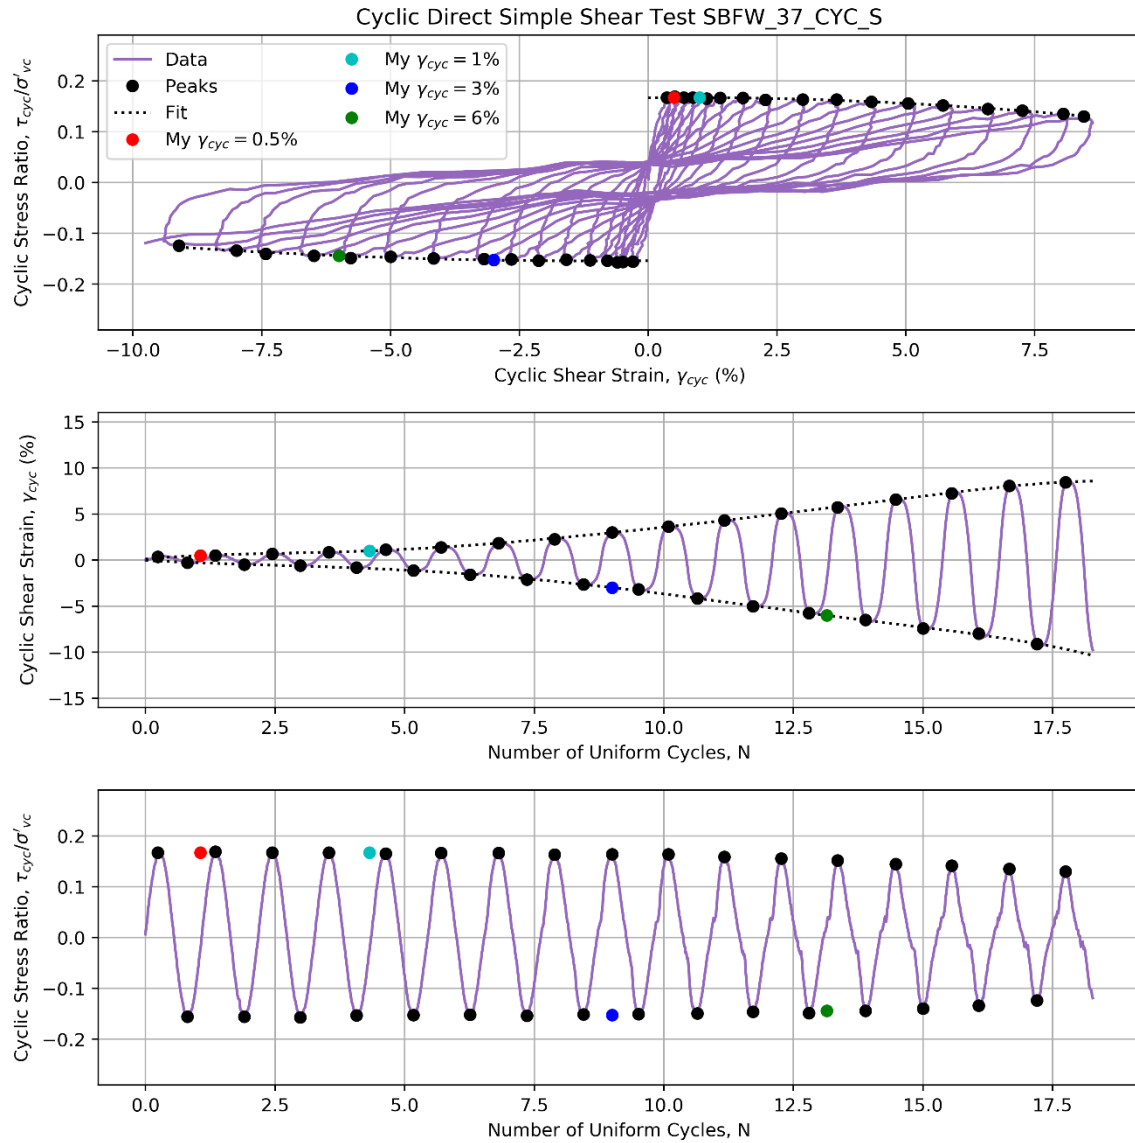 Cyclic Direct Simple Shear Test SBFW_37_CYC_S
Data
Peaks
Fit
My γcyc = 0.5%
My γcyc = 1%
My γcyc = 3%
My γcyc = 6%
Cyclic Stress Ratio, τcyc/σ′vc
0.2
0.1
0.0
−0.1
−0.2
−10.0 −7.5 −5.0 −2.5 0.0 2.5 5.0 7.5
Cyclic Shear Strain, γcyc (%)
Cyclic Shear Strain, γcyc (%)
15
10
5
0
−5
−10
−15
0.0 2.5 5.0 7.5 10.0 12.5 15.0 17.5
Number of Uniform Cycles, N
Cyclic Stress Ratio, τcyc/σ′vc
0.2
0.1
0.0
−0.1
−0.2
0.0 2.5 5.0 7.5 10.0 12.5 15.0 17.5
Number of Uniform Cycles, N